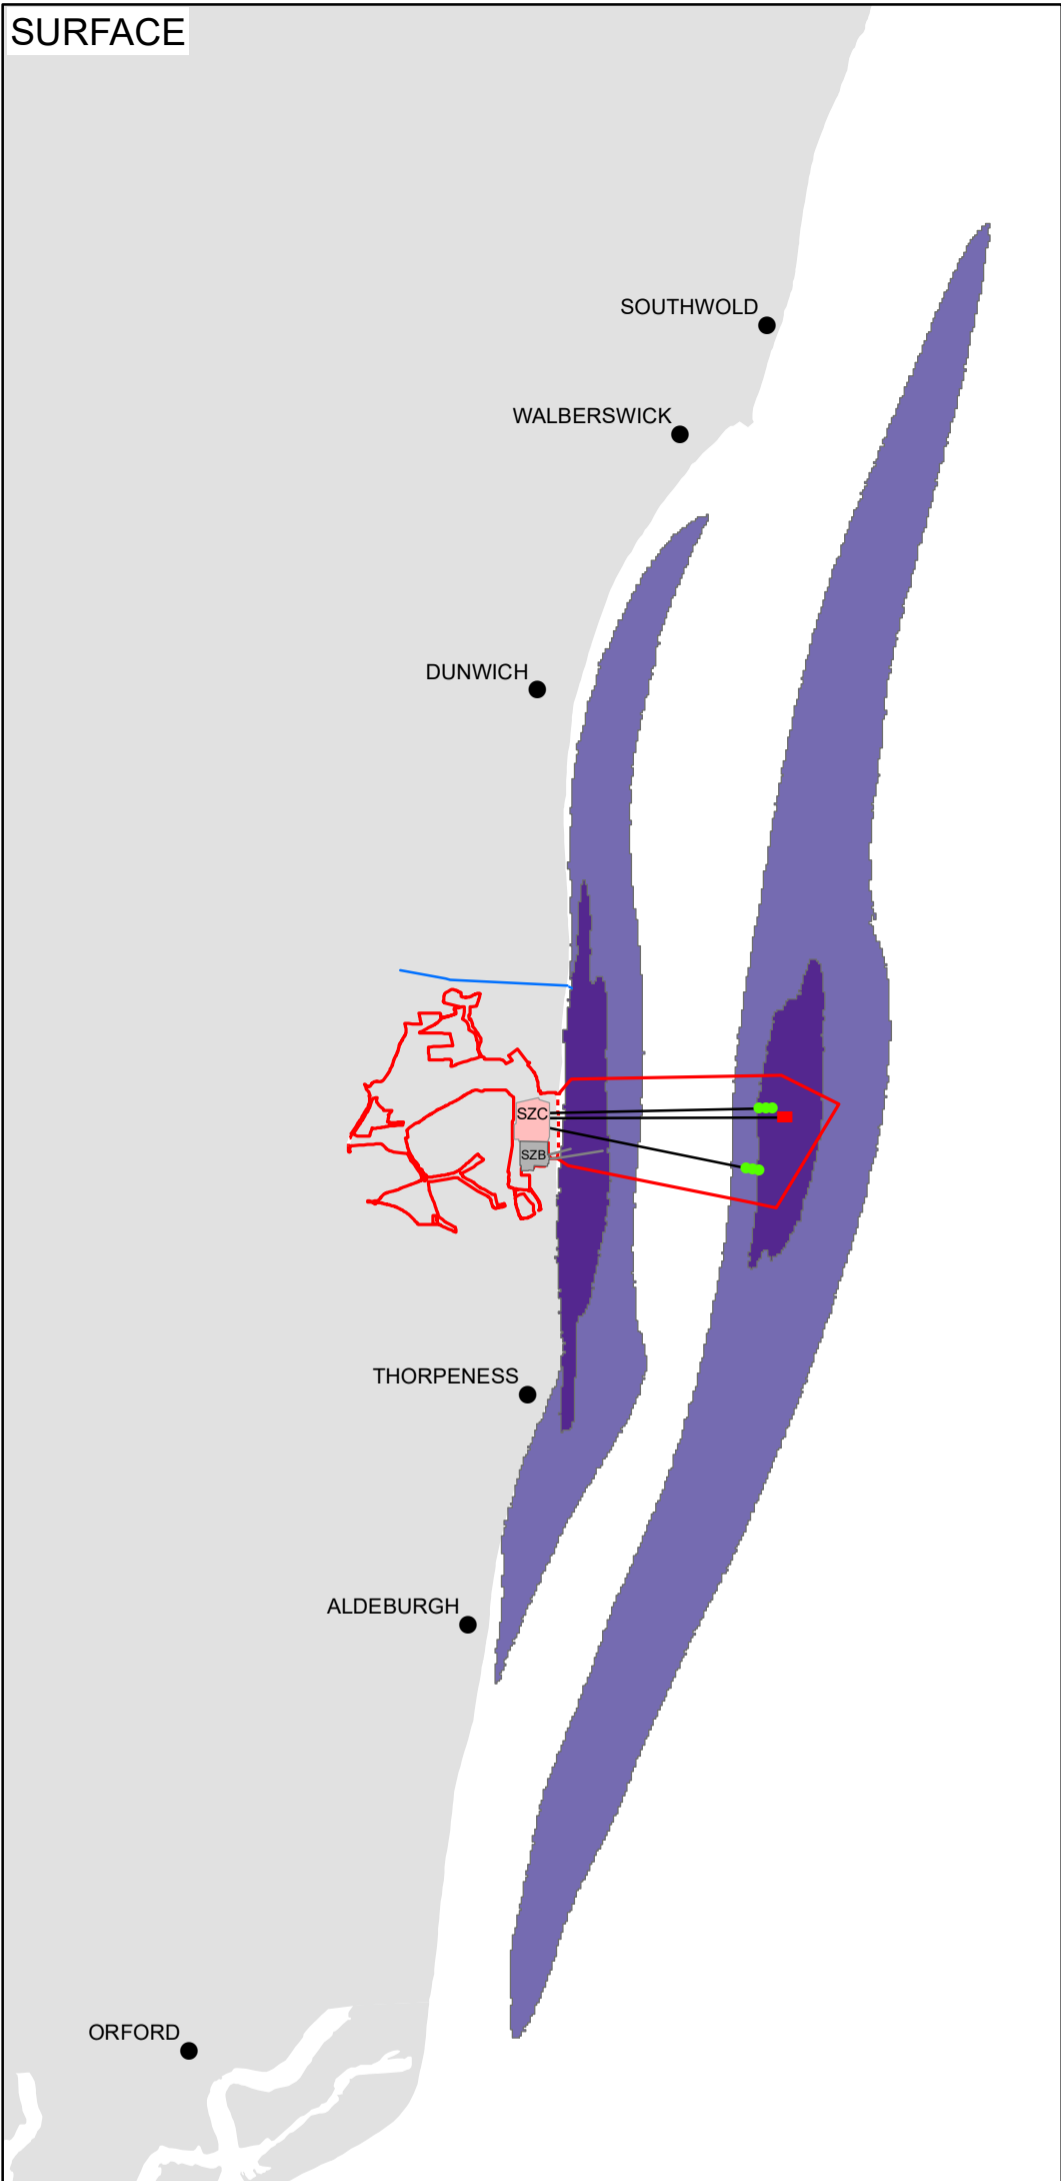 SURFACE
SOUTHWOLD
WALBERSWICK
DUNWICH
SZC
SZB
THORPENESS
ALDEBURGH
ORFORD